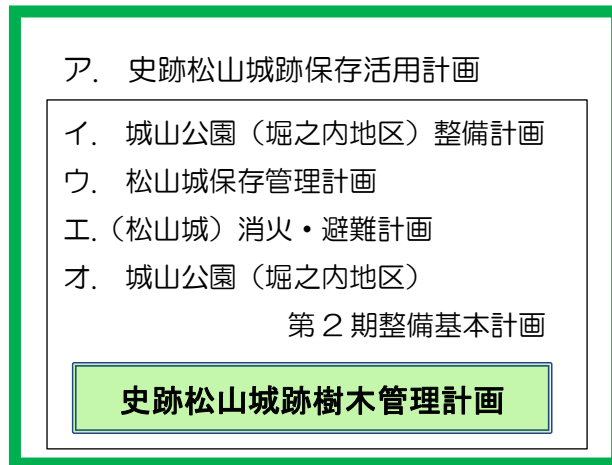 ア. 史跡松山城跡保存活用計画
イ. 城山公園（堀之内地区）整備計画
ウ. 松山城保存管理計画
エ.（松山城）消火・避難計画
オ. 城山公園（堀之内地区）
第２期整備基本計画
史跡松山城跡樹木管理計画